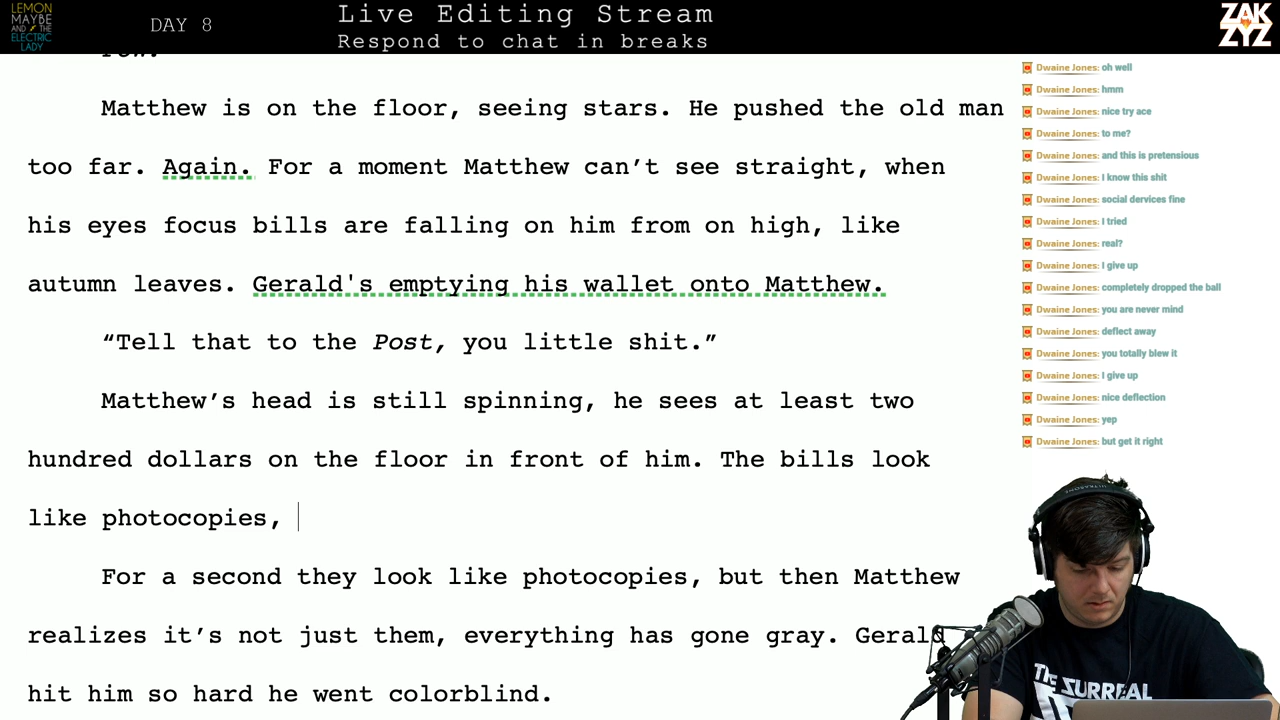 LEMON
MAYBE
AND THE
ELECTRIC
LADY
DAY 8
Live Editing Stream
Respond to chat in breaks
ZAK
ZYZ
Matthew is on the floor, seeing stars. He pushed the old man
too far. Again. For a moment Matthew can’t see straight, when
his eyes focus bills are falling on him from on high, like
autumn leaves. Gerald's emptying his wallet onto Matthew.
“Tell that to the Post, you little shit.”
Matthew’s head is still spinning, he sees at least two
hundred dollars on the floor in front of him. The bills look
like photocopies,
For a second they look like photocopies, but then Matthew
realizes it’s not just them, everything has gone gray. Gerald
hit him so hard he went colorblind.
Dwaine Jones: oh well
Dwaine Jones: hmm
Dwaine Jones: nice try ace
Dwaine Jones: to me?
Dwaine Jones: and this is pretensious
Dwaine Jones: I know this shit
Dwaine Jones: social dervices fine
Dwaine Jones: I tried
Dwaine Jones: real?
Dwaine Jones: I give up
Dwaine Jones: completely dropped the ball
Dwaine Jones: you are never mind
Dwaine Jones: deflect away
Dwaine Jones: you totally blew it
Dwaine Jones: I give up
Dwaine Jones: nice deflection
Dwaine Jones: yep
Dwaine Jones: but get it right
THE SURREAL